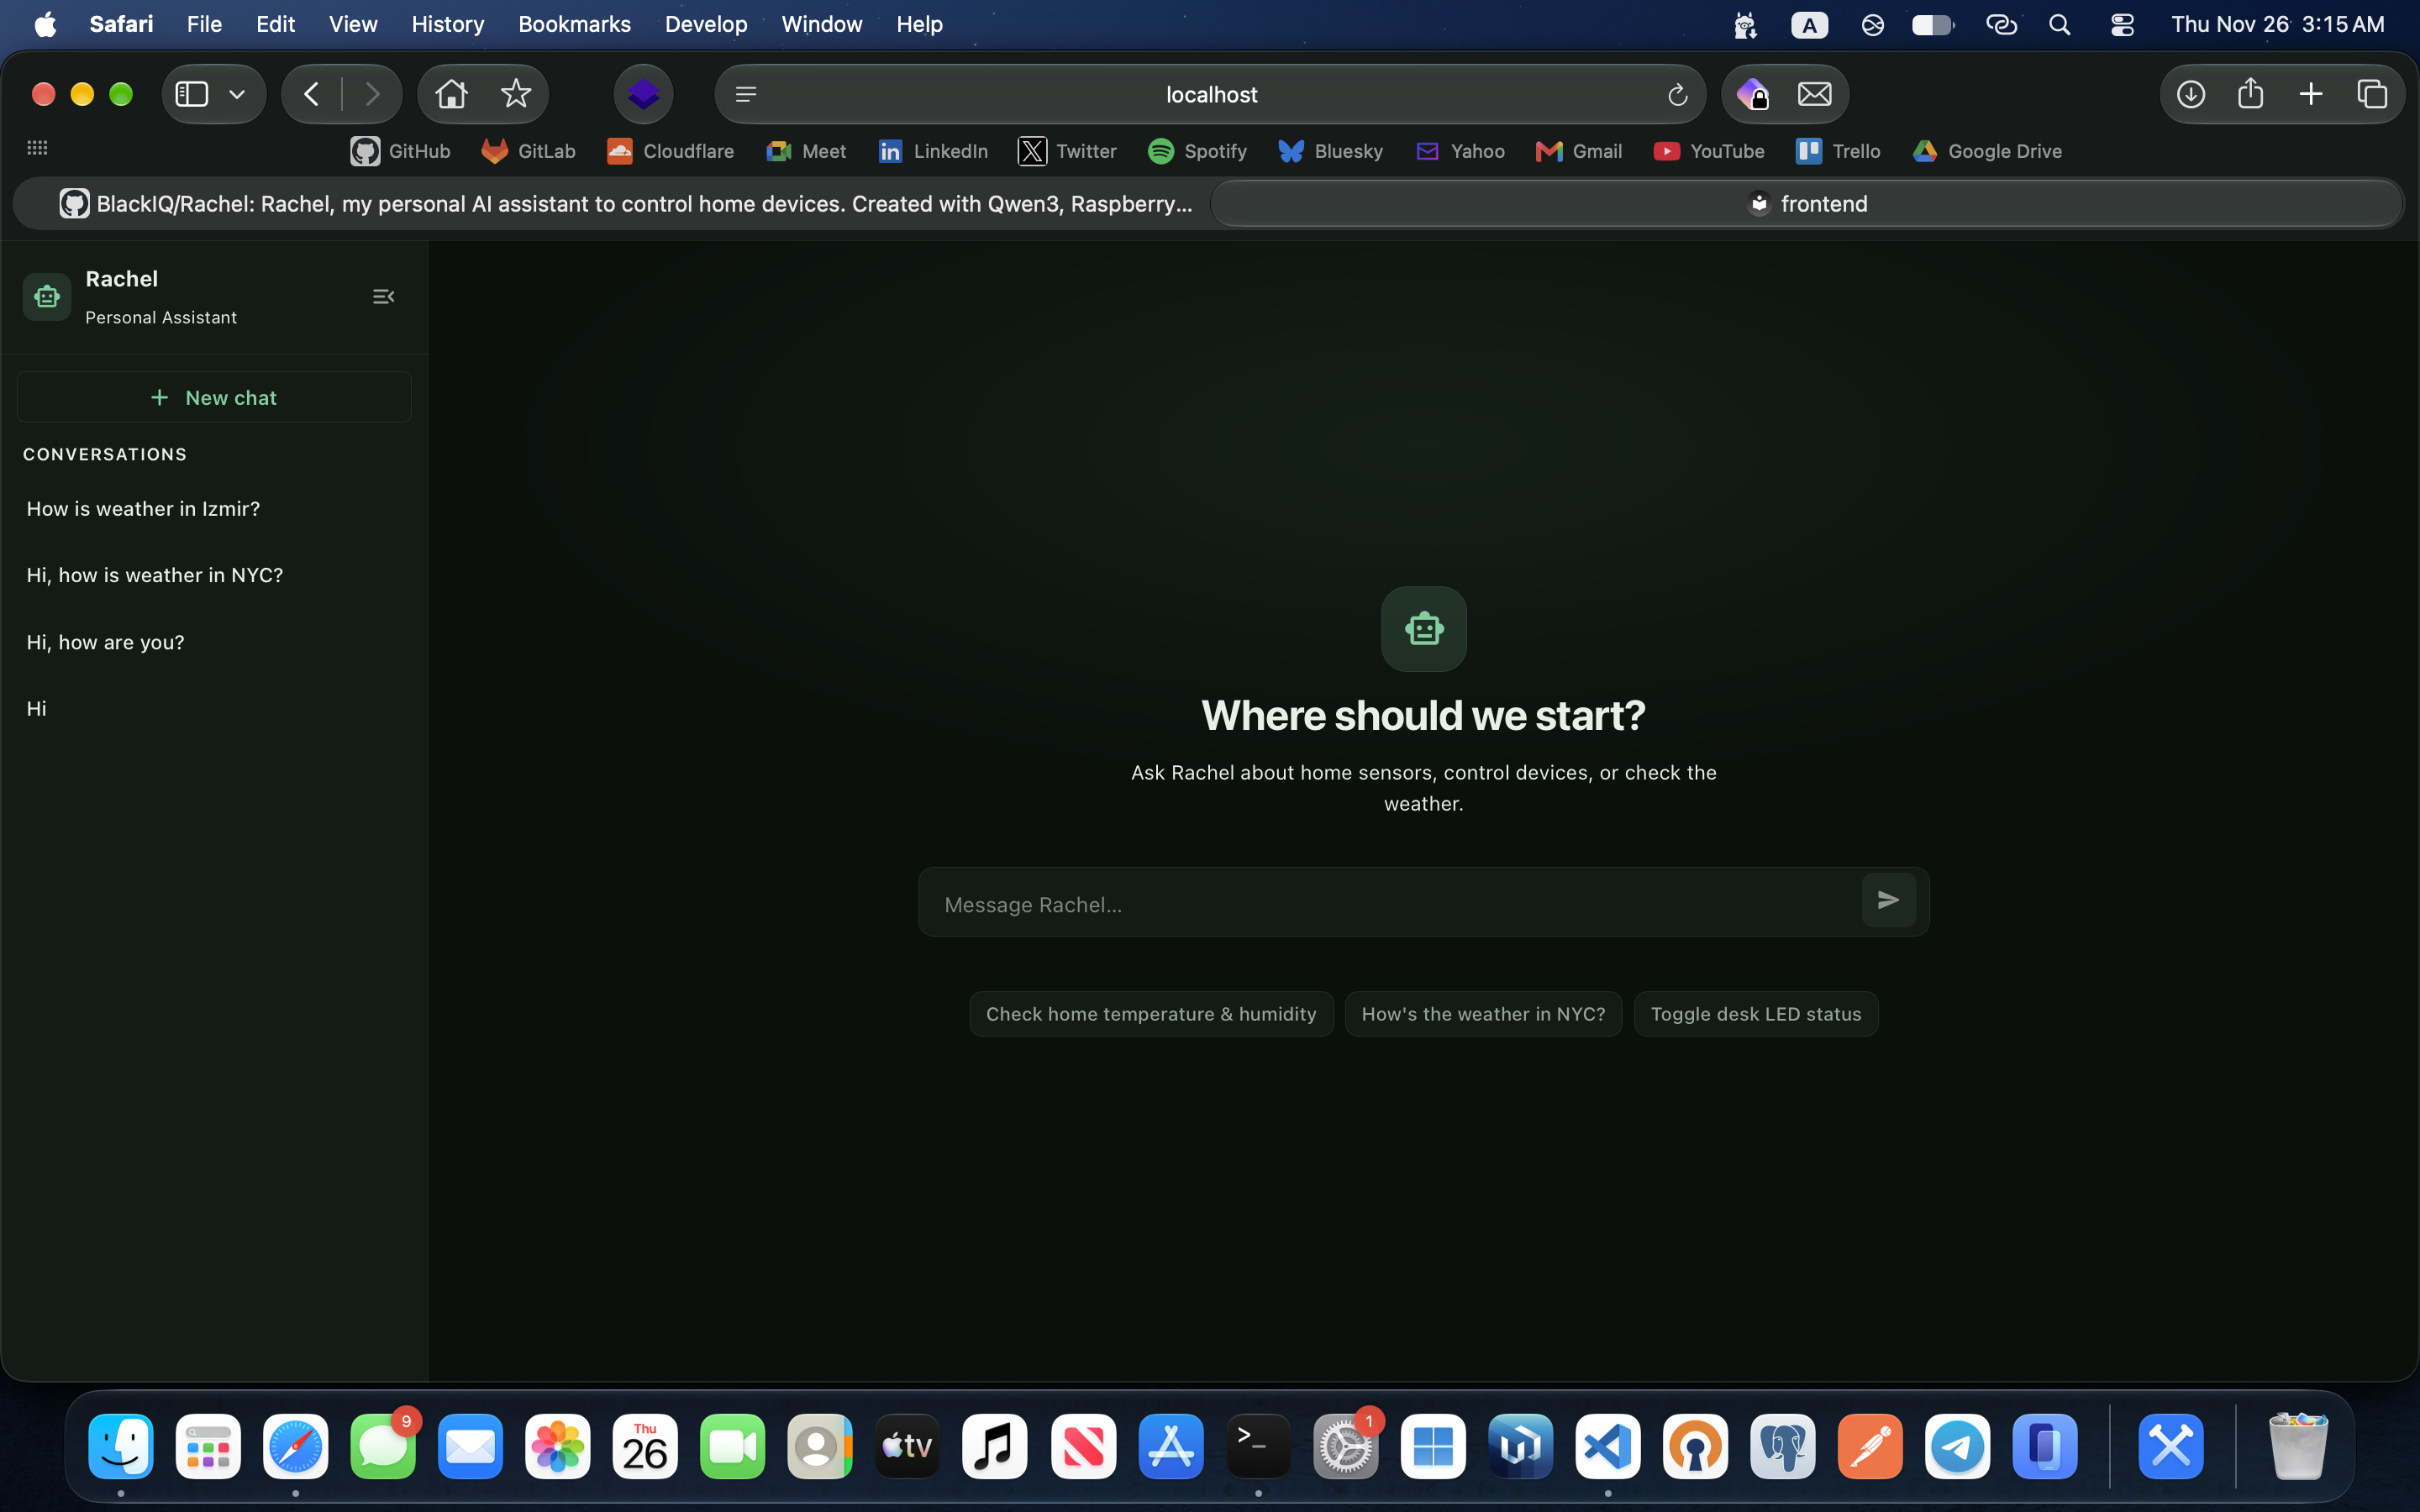 Safari File Edit View History Bookmarks Develop Window Help A Thu Nov 26 3:15 AM
localhost
GitHub GitLab Cloudflare Meet in LinkedIn X Twitter Spotify Bluesky Yahoo Gmail YouTube Trello Google Drive
BlackIQ/Rachel: Rachel, my personal AI assistant to control home devices. Created with Qwen3, Raspberry... frontend
Rachel
Personal Assistant
+ New chat
CONVERSATIONS
How is weather in Izmir?
Hi, how is weather in NYC?
Hi, how are you?
Hi
Where should we start?
Ask Rachel about home sensors, control devices, or check the
weather.
Message Rachel...
Check home temperature & humidity How's the weather in NYC? Toggle desk LED status
9 Thu 26 tv >_ 1